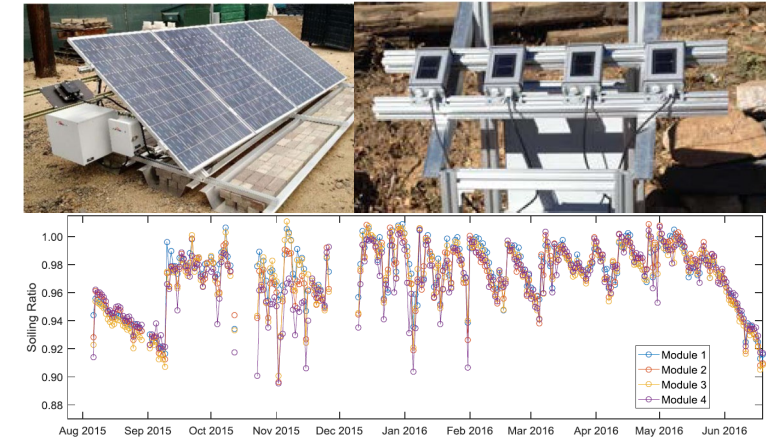 1.00
0.98
0.96
0.94
0.92
0.90
0.88
Soiling Ratio
Module 1
Module 2
Module 3
Module 4
Aug 2015 Sep 2015 Oct 2015 Nov 2015 Dec 2015 Jan 2016 Feb 2016 Mar 2016 Apr 2016 May 2016 Jun 2016